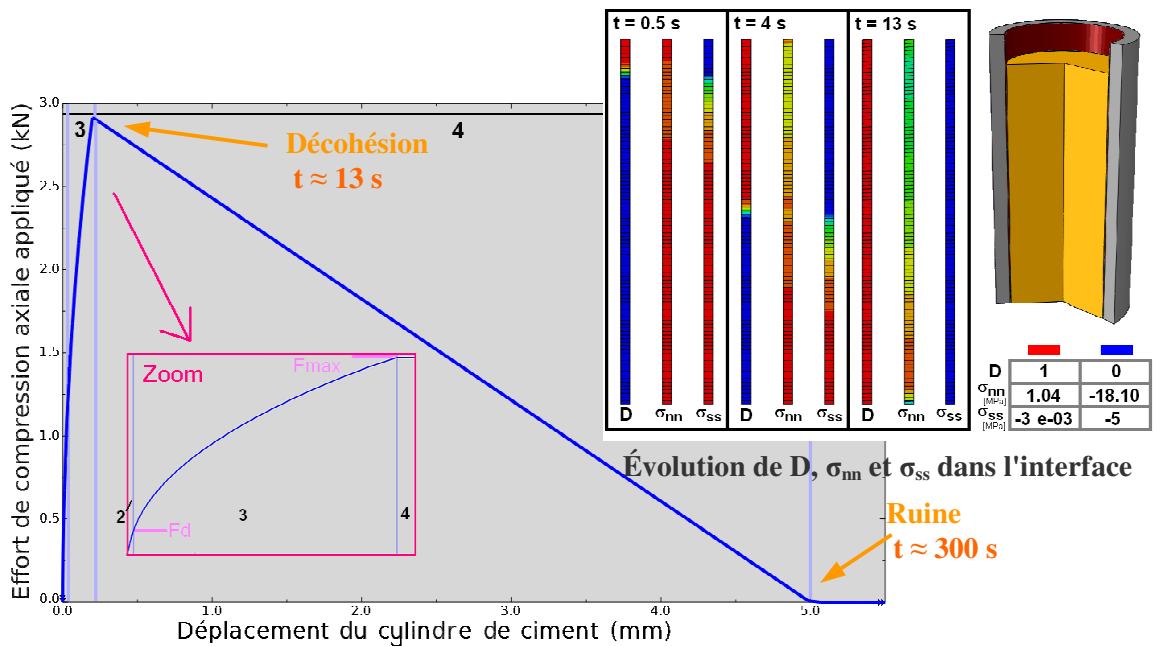 t = 0.5 s
t = 4 s
t = 13 s
D σnn σss
D σnn σss
D σnn σss
D 1 0
σnn [MPa] 1.04 -18.10
σss [MPa] -3 e-03 -5
Évolution de D, σnn et σss dans l'interface
Effort de compression axiale appliqué (kN)
3.0
2.5
2.0
1.5
1.0
0.5
0.0
3
4
Décohésion
t ≈ 13 s
Zoom
Fmax
Fd
2
3
4
Ruine
t ≈ 300 s
0.0 1.0 2.0 3.0 4.0 5.0
Déplacement du cylindre de ciment (mm)